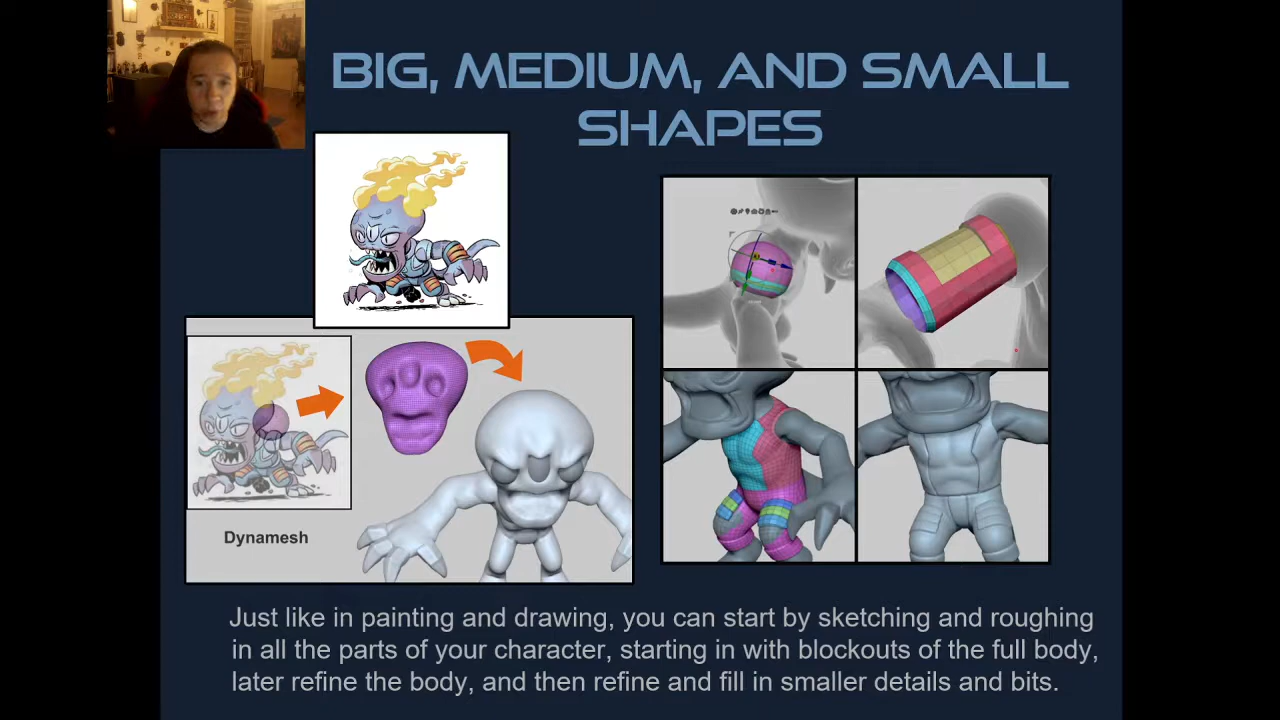 BIG, MEDIUM, AND SMALL
SHAPES
Dynamesh
Just like in painting and drawing, you can start by sketching and roughing
in all the parts of your character, starting in with blockouts of the full body,
later refine the body, and then refine and fill in smaller details and bits.